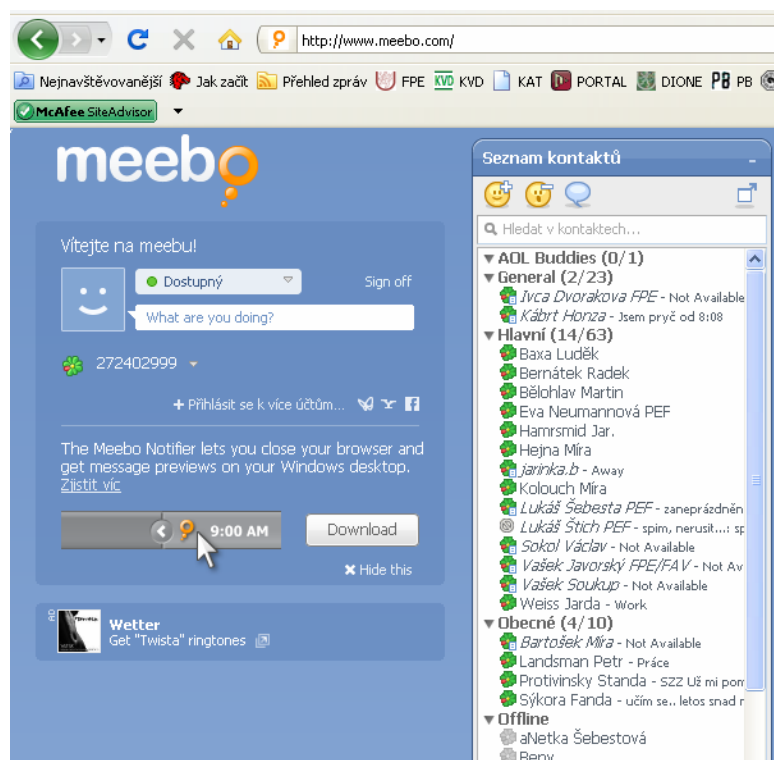 http://www.meebo.com/
Nejnavštěvovanější Jak začít Přehled zpráv FPE KVD KVD KAT PORTAL DIONE PB PB
McAfee SiteAdvisor
meebo
Vítejte na meebu!
Dostupný Sign off
What are you doing?
272402999
+ Přihlásit se k více účtům...
The Meebo Notifier lets you close your browser and
get message previews on your Windows desktop.
Zjistit víc
9:00 AM Download
Hide this
AD
Wetter
Get "Twista" ringtones
Seznam kontaktů
Hledat v kontaktech...
AOL Buddies (0/1)
General (2/23)
Ivca Dvorakova FPE - Not Available
Kábrt Honza - Jsem pryč od 8:08
Hlavní (14/63)
Baxa Luděk
Bernátek Radek
Bělohlav Martin
Eva Neumannová PEF
Hamrsmid Jar.
Hejna Míra
jarinka.b - Away
Kolouch Míra
Lukáš Šebesta PEF - zaneprázdněn
Lukáš Štich PEF - spim, nerusit...: sp
Sokol Václav - Not Available
Vašek Javorský FPE/FAV - Not Av
Vašek Soukup - Not Available
Weiss Jarda - Work
Obecné (4/10)
Bartošek Míra - Not Available
Landsman Petr - Práce
Protivinsky Standa - SZZ Už mi pom
Sýkora Fanda - učím se.. letos snad
Offline
aNetka Šebestová
Beny